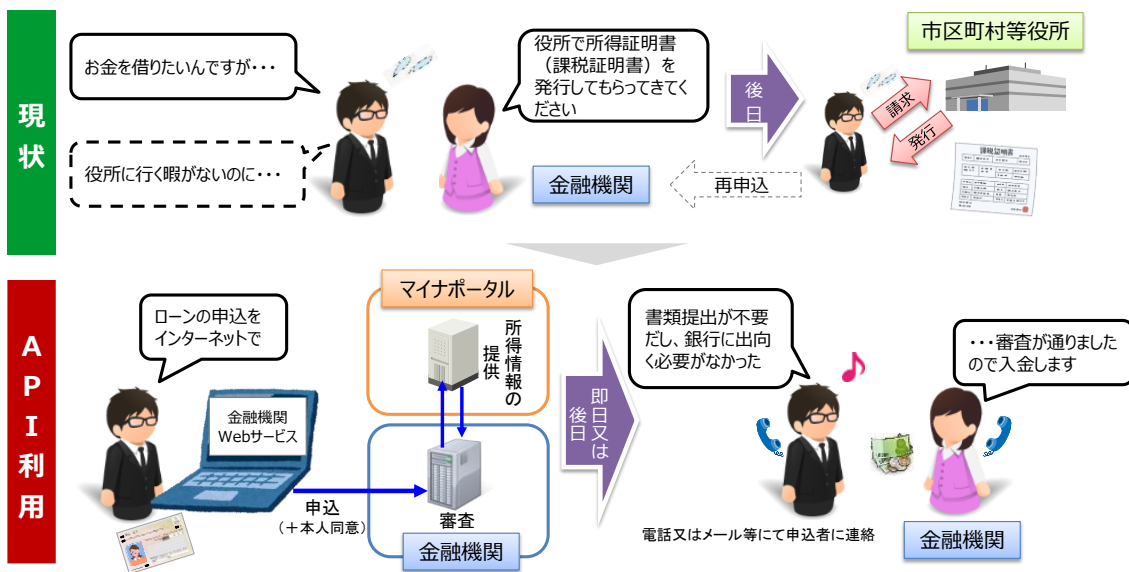 現状
お金を借りたいんですが・・・
役所に行く暇がないのに・・・
役所で所得証明書
（課税証明書）を
発行してもらってきてく
ださい
金融機関
後日
再申込
市区町村等役所
請求
発行
課税証明書
API利用
ローンの申込を
インターネットで
金融機関
Webサービス
申込
（＋本人同意）
マイナポータル
所得情報の
提供
審査
金融機関
即日又は
後日
書類提出が不要
だし、銀行に出向
く必要がなかった
・・・審査が通りました
ので入金します
電話又はメール等にて申込者に連絡
金融機関